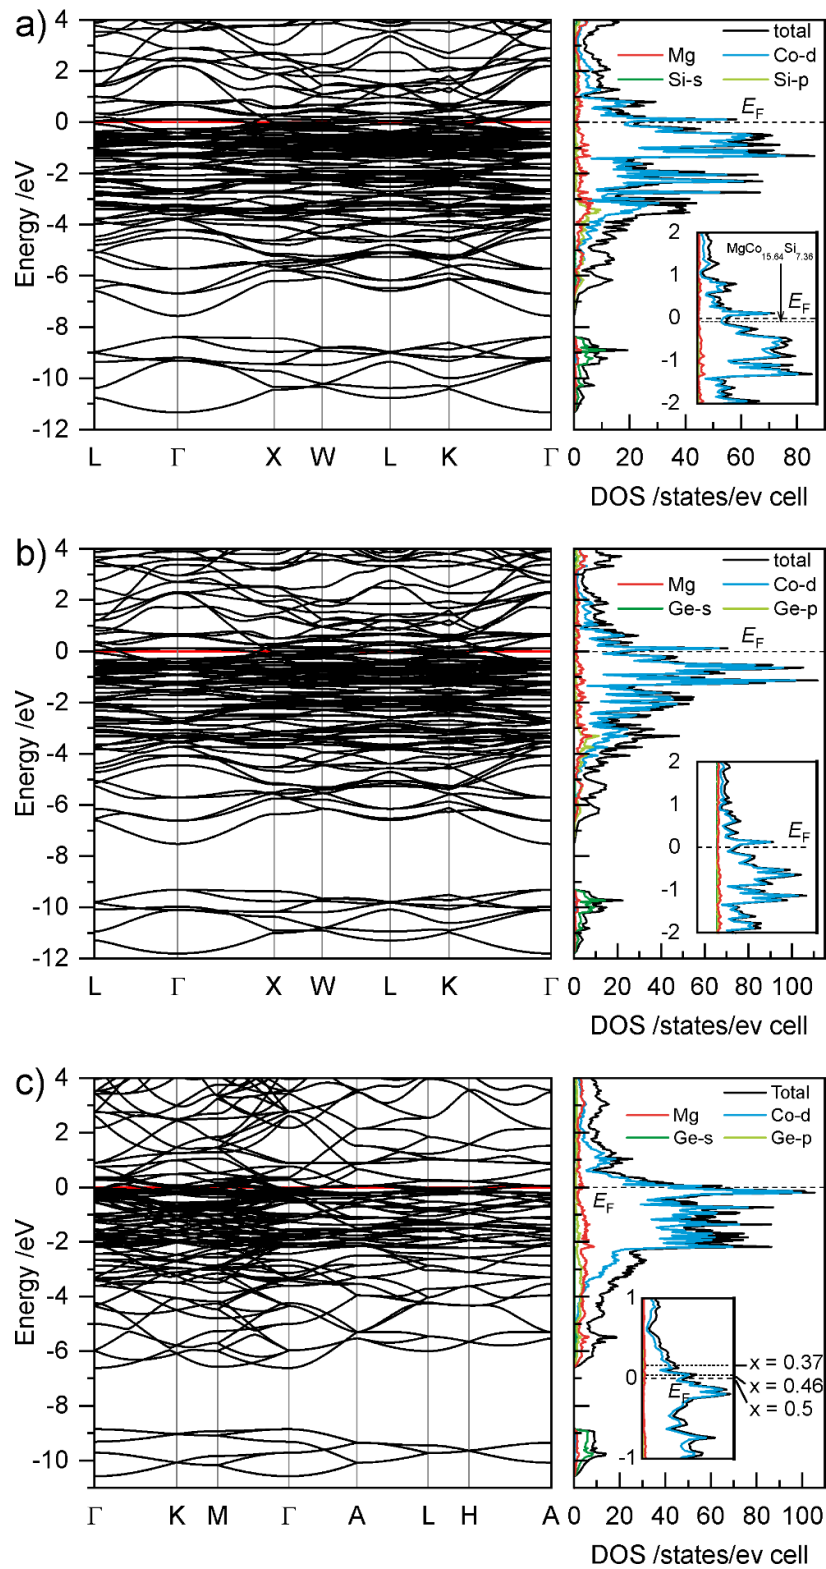 a)
4
2
0
-2
-4
-6
-8
-10
-12
Energy /eV
L Γ X W L K Γ
total
Mg Co-d
Si-s Si-p
E_F
2
1
0
-1
-2
MgCo15.64Si7.36
E_F
0 20 40 60 80
DOS /states/ev cell
b)
4
2
0
-2
-4
-6
-8
-10
-12
Energy /eV
L Γ X W L K Γ
total
Mg Co-d
Ge-s Ge-p
E_F
2
1
0
-1
-2
E_F
0 20 40 60 80 100
DOS /states/ev cell
c)
4
2
0
-2
-4
-6
-8
-10
Energy /eV
Γ K M Γ A L H A
Total
Mg Co-d
Ge-s Ge-p
E_F
1
0
-1
E_F
x = 0.37
x = 0.46
x = 0.5
0 20 40 60 80 100
DOS /states/ev cell